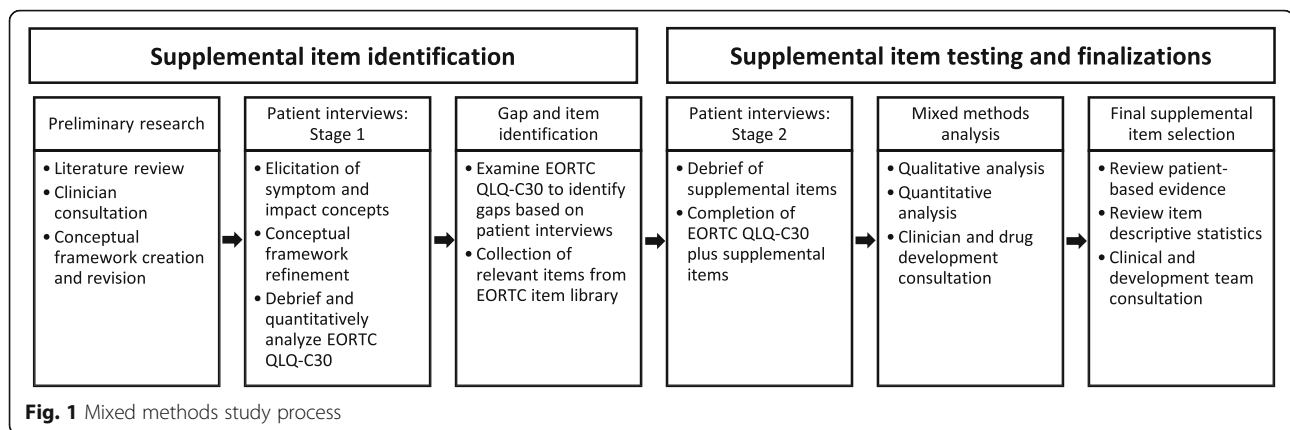 Supplemental item identification
Supplemental item testing and finalizations
Preliminary research
• Literature review
• Clinician
consultation
• Conceptual
framework creation
and revision
Patient interviews:
Stage 1
• Elicitation of
symptom and
impact concepts
• Conceptual
framework
refinement
• Debrief and
quantitatively
analyze EORTC
QLQ-C30
Gap and item
identification
• Examine EORTC
QLQ-C30 to identify
gaps based on
patient interviews
• Collection of
relevant items from
EORTC item library
Patient interviews:
Stage 2
• Debrief of
supplemental items
• Completion of
EORTC QLQ-C30
plus supplemental
items
Mixed methods
analysis
• Qualitative analysis
• Quantitative
analysis
• Clinician and drug
development
consultation
Final supplemental
item selection
• Review patient-
based evidence
• Review item
descriptive statistics
• Clinical and
development team
consultation
Fig. 1 Mixed methods study process